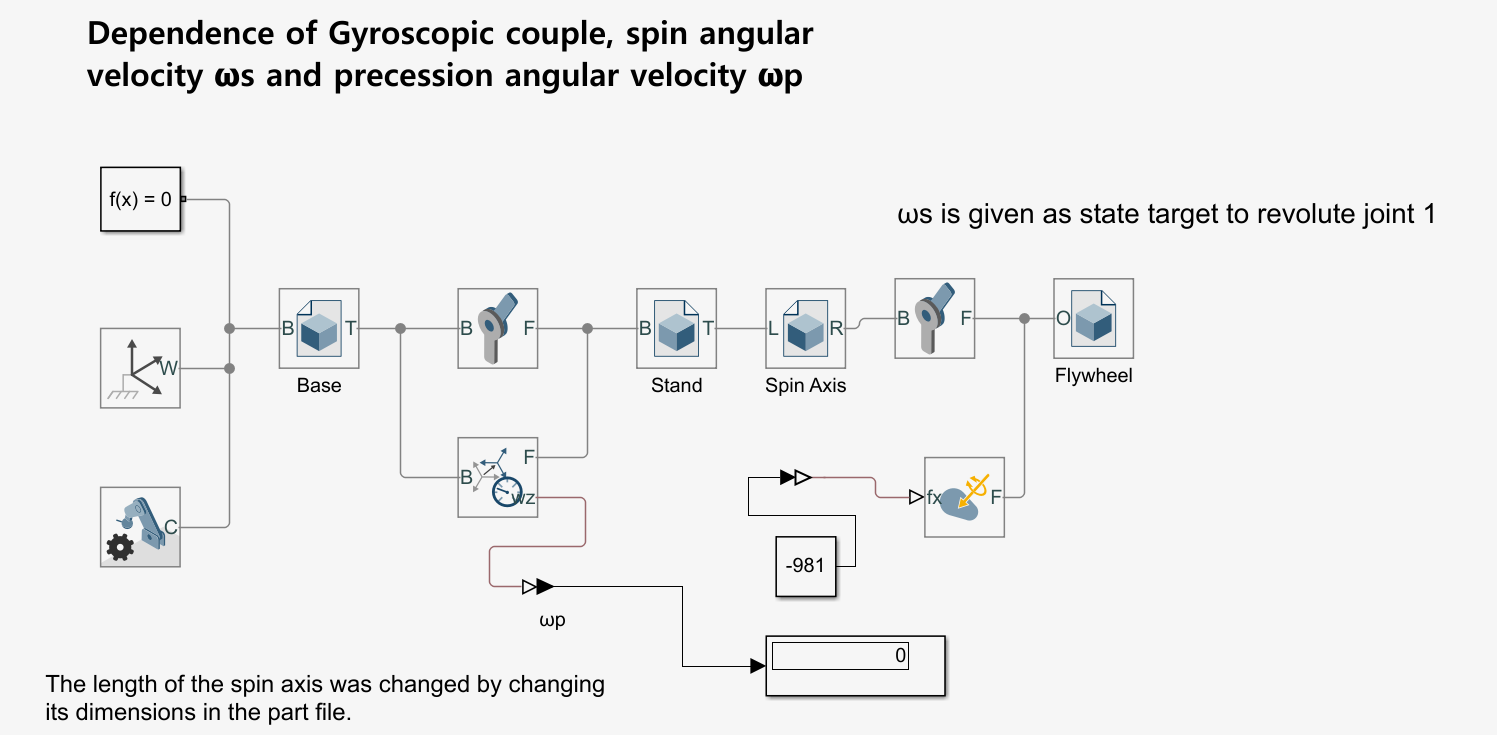 Dependence of Gyroscopic couple, spin angular
velocity ωs and precession angular velocity ωp
f(x) = 0
ωs is given as state target to revolute joint 1
B T
B F
B T
L R
B F
O
W
Base
Stand
Spin Axis
Flywheel
B F
wz
fx F
C
-981
ωp
0
The length of the spin axis was changed by changing
its dimensions in the part file.